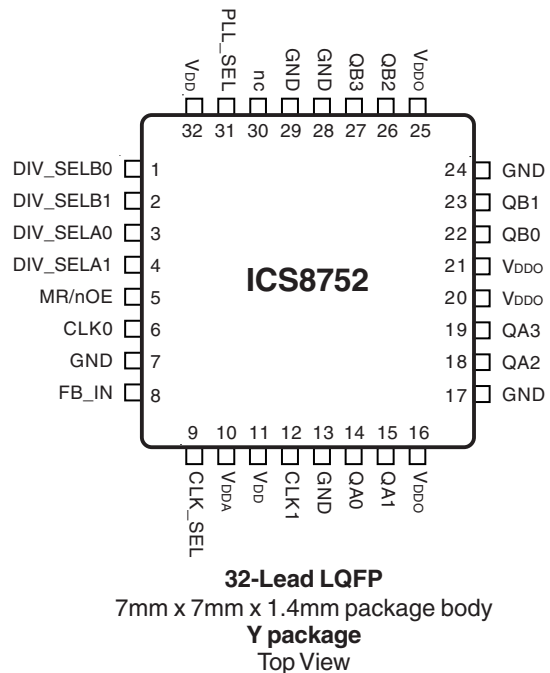 VDD
PLL_SEL
nc
GND
GND
QB3
QB2
VDDO
32 31 30 29 28 27 26 25
DIV_SELB0 1
DIV_SELB1 2
DIV_SELA0 3
DIV_SELA1 4
MR/nOE 5
CLK0 6
GND 7
FB_IN 8
ICS8752
24 GND
23 QB1
22 QB0
21 VDDO
20 VDDO
19 QA3
18 QA2
17 GND
9 10 11 12 13 14 15 16
CLK_SEL
VDDA
VDD
CLK1
GND
QA0
QA1
VDDO
32-Lead LQFP
7mm x 7mm x 1.4mm package body
Y package
Top View